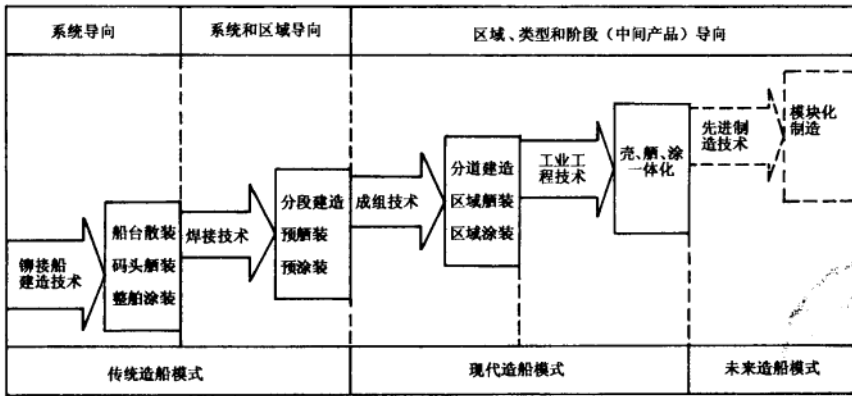 系统导向
系统和区域导向
区域、类型和阶段（中间产品）导向
铆接船
建造技术
船台散装
码头舾装
整船涂装
焊接技术
分段建造
预舾装
预涂装
成组技术
分道建造
区域舾装
区域涂装
工业工
程技术
壳、舾、涂
一体化
先进制
造技术
模块化
制造
传统造船模式
现代造船模式
未来造船模式